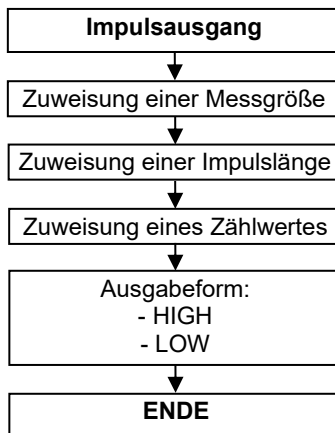 Impulsausgang
Zuweisung einer Messgröße
Zuweisung einer Impulslänge
Zuweisung eines Zählwertes
Ausgabeform:
- HIGH
- LOW
ENDE